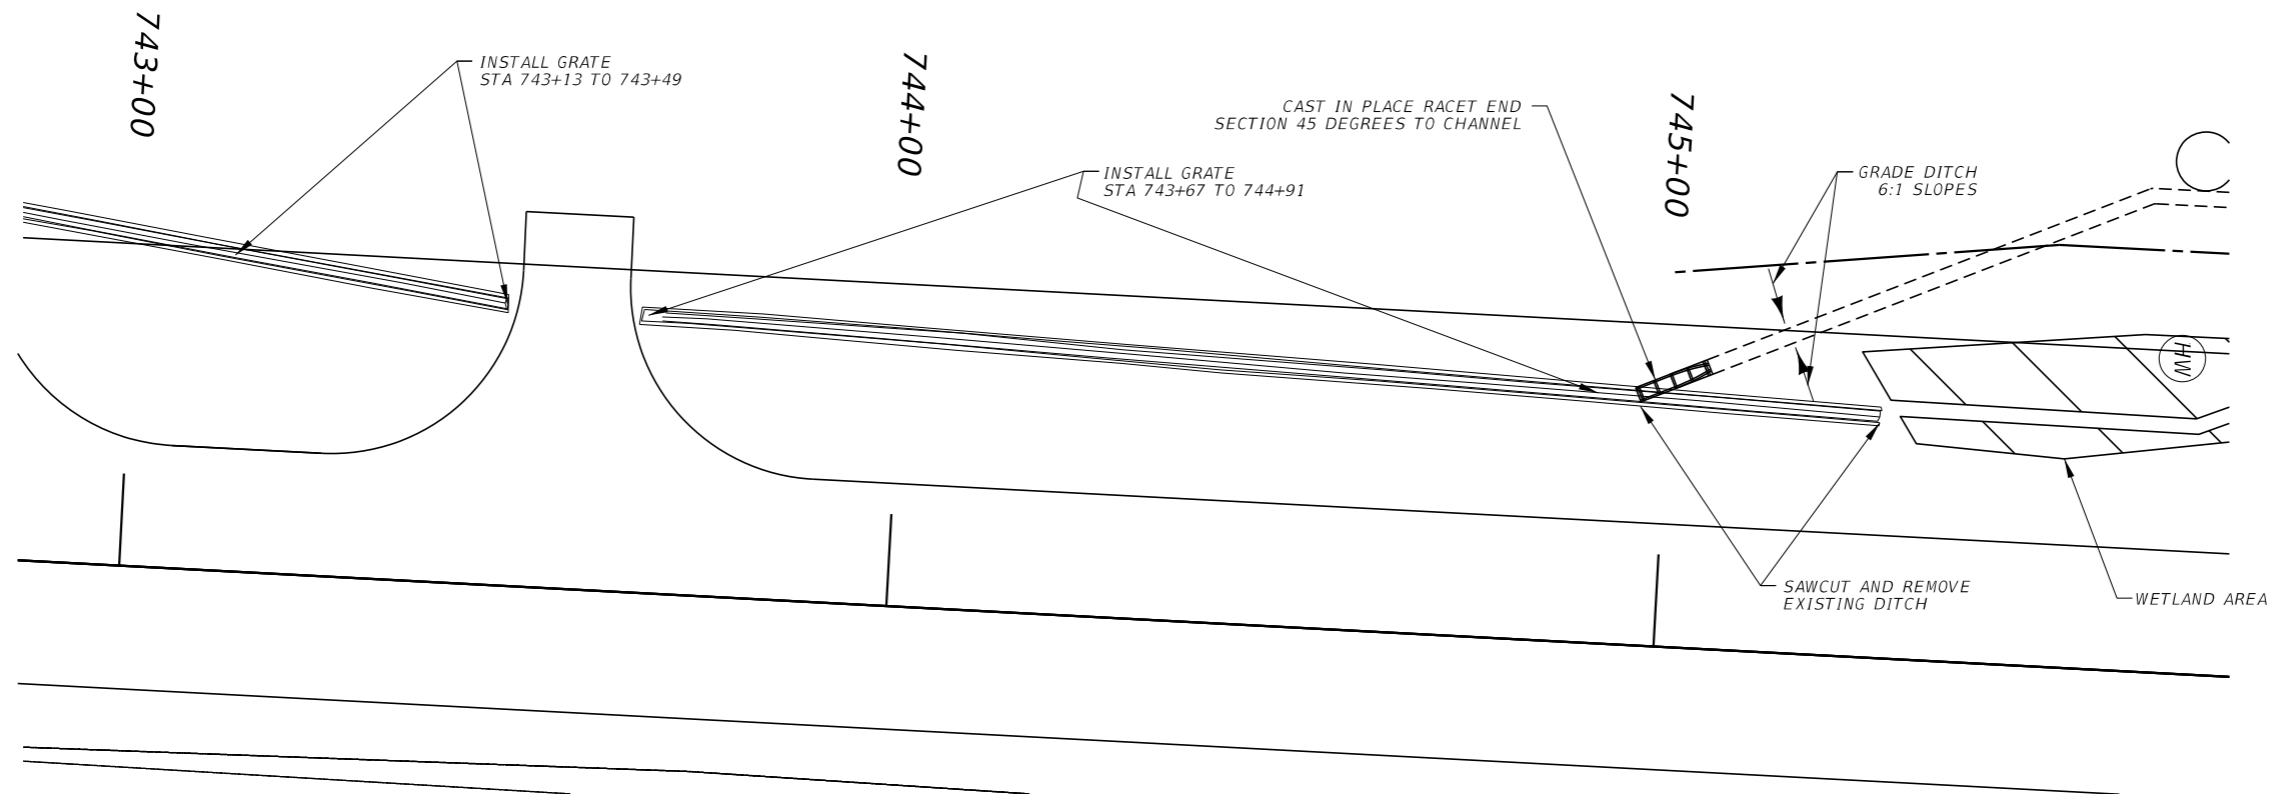 743+00
INSTALL GRATE
STA 743+13 TO 743+49
744+00
CAST IN PLACE RACET END
SECTION 45 DEGREES TO CHANNEL
745+00
INSTALL GRATE
STA 743+67 TO 744+91
GRADE DITCH
6:1 SLOPES
HW
SAWCUT AND REMOVE
EXISTING DITCH
WETLAND AREA